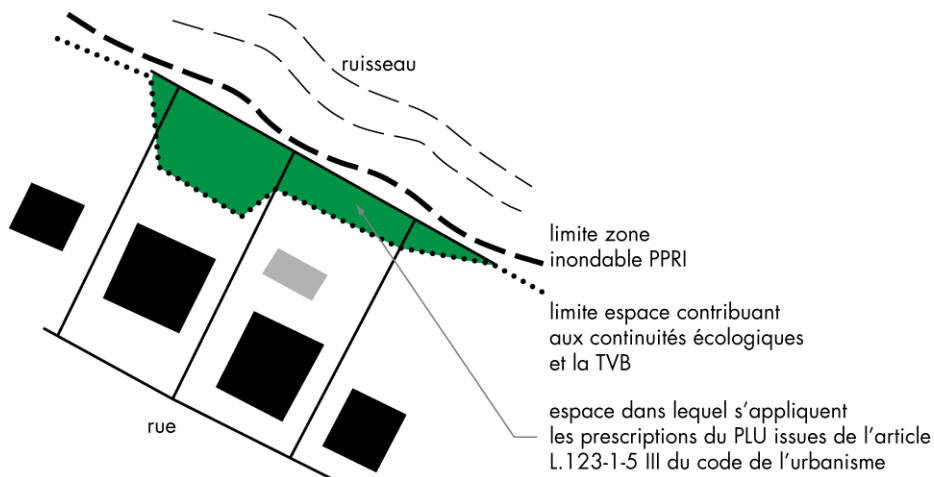 ruisseau
limite zone
inondable PPRI
limite espace contribuant
aux continuités écologiques
et la TVB
espace dans lequel s’appliquent
les prescriptions du PLU issues de l’article
L.123-1-5 III du code de l’urbanisme
rue